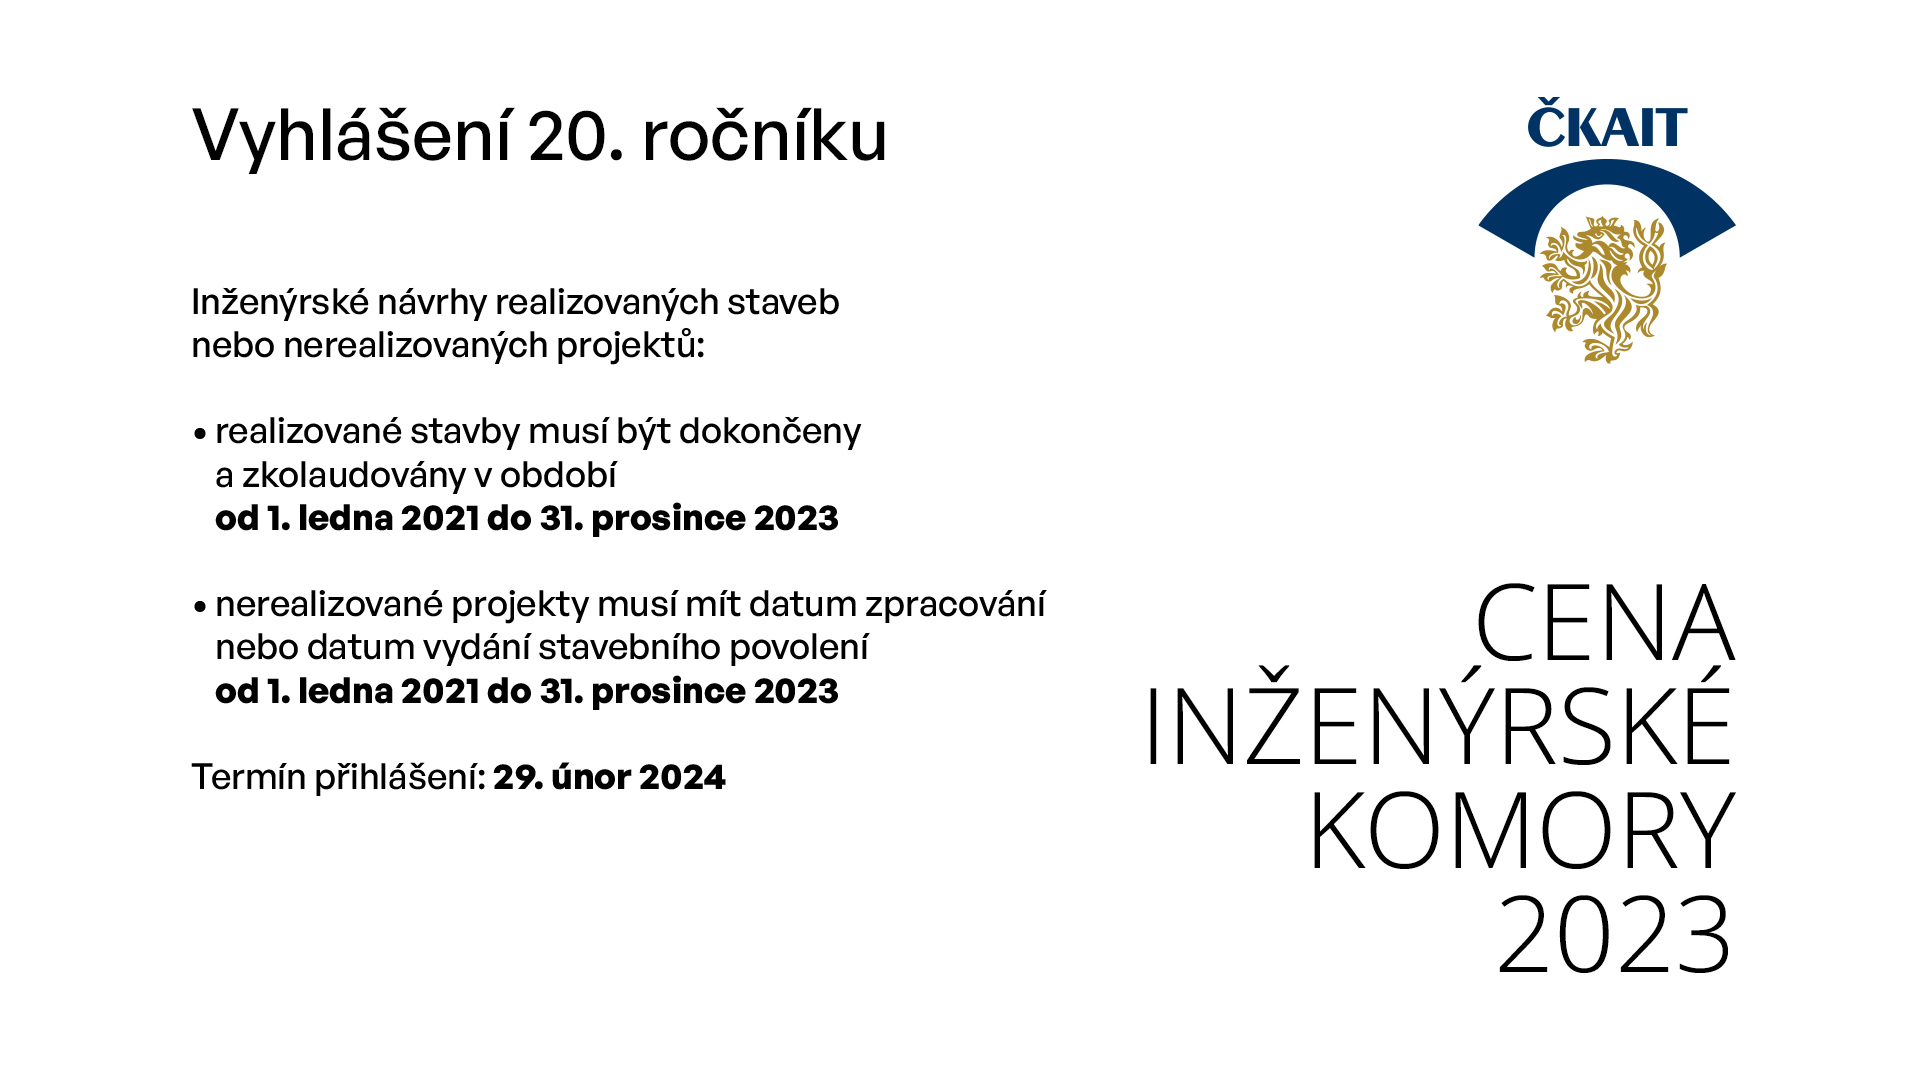 Vyhlášení 20. ročníku
Inženýrské návrhy realizovaných staveb
nebo nerealizovaných projektů:
• realizované stavby musí být dokončeny
a zkolaudovány v období
od 1. ledna 2021 do 31. prosince 2023
• nerealizované projekty musí mít datum zpracování
nebo datum vydání stavebního povolení
od 1. ledna 2021 do 31. prosince 2023
Termín přihlášení: 29. únor 2024
ČKAIT
CENA
INŽENÝRSKÉ
KOMORY
2023